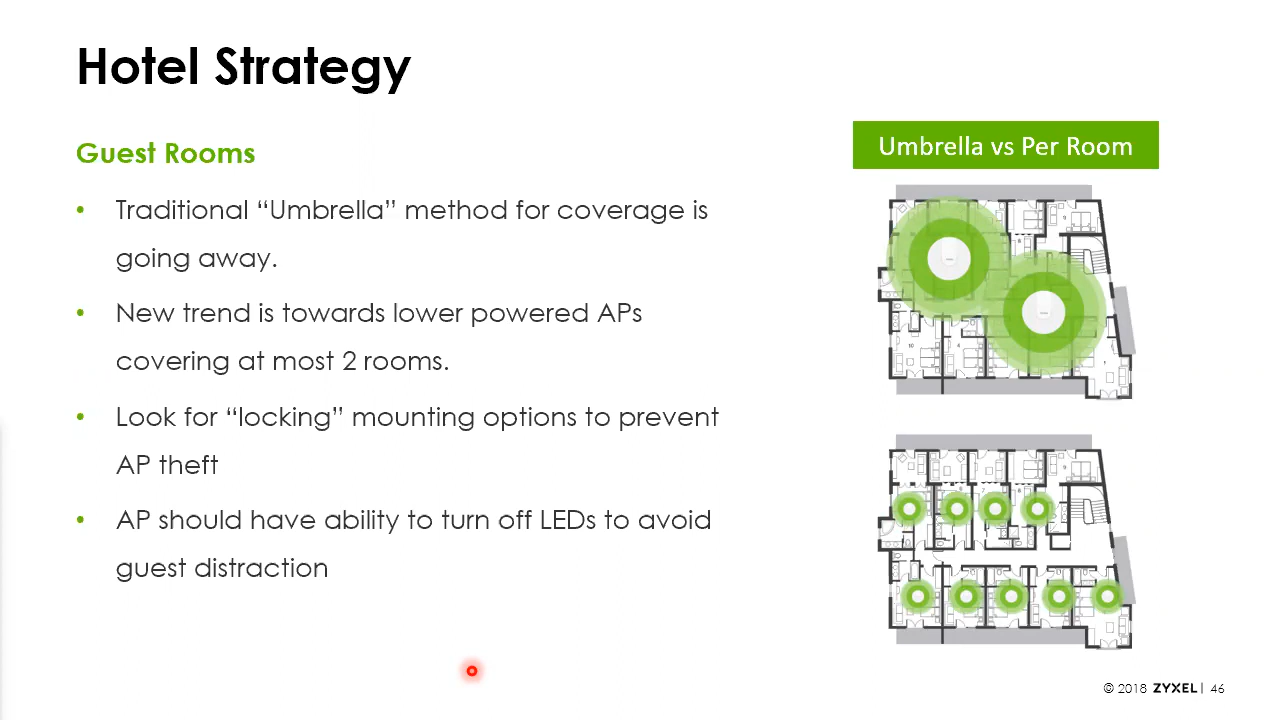 Hotel Strategy
Guest Rooms
Umbrella vs Per Room
• Traditional “Umbrella” method for coverage is
going away.
• New trend is towards lower powered APs
covering at most 2 rooms.
• Look for “locking” mounting options to prevent
AP theft
• AP should have ability to turn off LEDs to avoid
guest distraction
© 2018 ZYXEL | 46